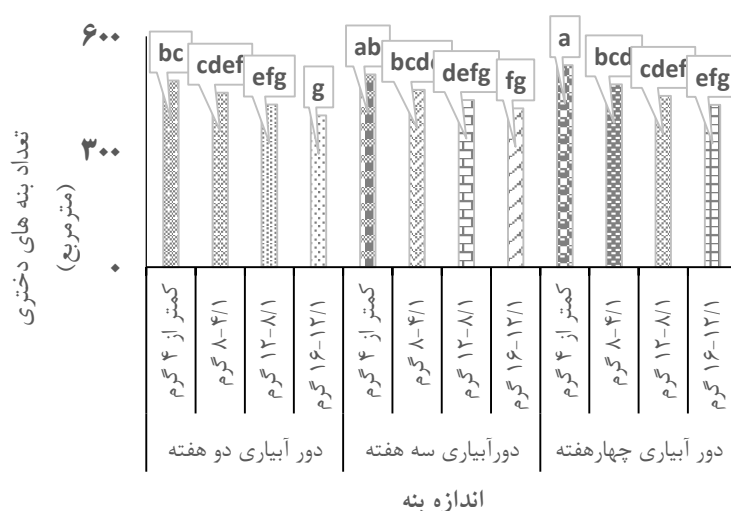 ۶۰۰
۳۰۰
۰
تعداد بنه های دختری
(مترمربع)
bc
cdef
efg
g
ab
bcde
defg
fg
a
bcd
cdef
efg
کمتر از ۴ گرم
۸-۴/۱ گرم
۱۲-۸/۱ گرم
۱۶-۱۲/۱ گرم
کمتر از ۴ گرم
۸-۴/۱ گرم
۱۲-۸/۱ گرم
۱۶-۱۲/۱ گرم
کمتر از ۴ گرم
۸-۴/۱ گرم
۱۲-۸/۱ گرم
۱۶-۱۲/۱ گرم
دور آبیاری دو هفته
دورآبیاری سه هفته
دور آبیاری چهارهفته
اندازه بنه